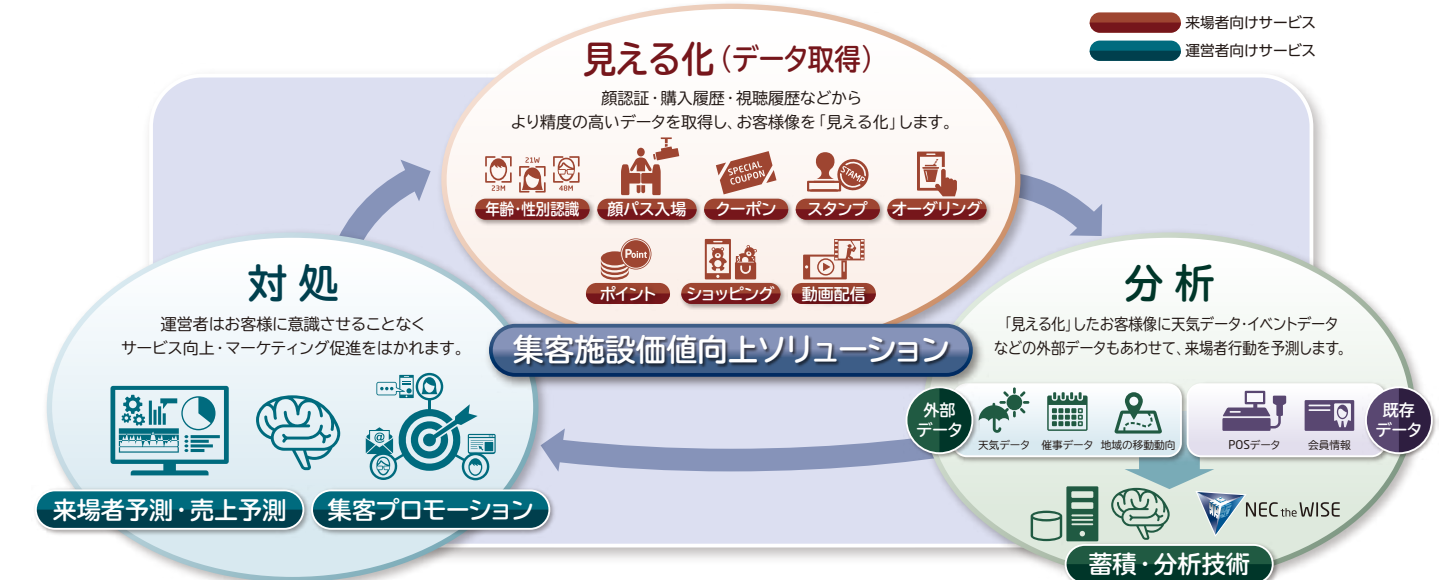 来場者向けサービス
運営者向けサービス
見える化(データ取得)
顔認証・購入履歴・視聴履歴などから
より精度の高いデータを取得し、お客様像を「見える化」します。
23M
21W
48M
SPECIAL
COUPON
STAMP
年齢・性別認識
顔パス入場
クーポン
スタンプ
オーダリング
Point
ポイント
ショッピング
動画配信
集客施設価値向上ソリューション
対処
運営者はお客様に意識させることなく
サービス向上・マーケティング促進をはかれます。
@
来場者予測・売上予測
集客プロモーション
分析
「見える化」したお客様像に天気データ・イベントデータ
などの外部データもあわせて、来場者行動を予測します。
外部
データ
天気データ
催事データ
地域の移動動向
POSデータ
会員情報
既存
データ
NEC the WISE
蓄積・分析技術